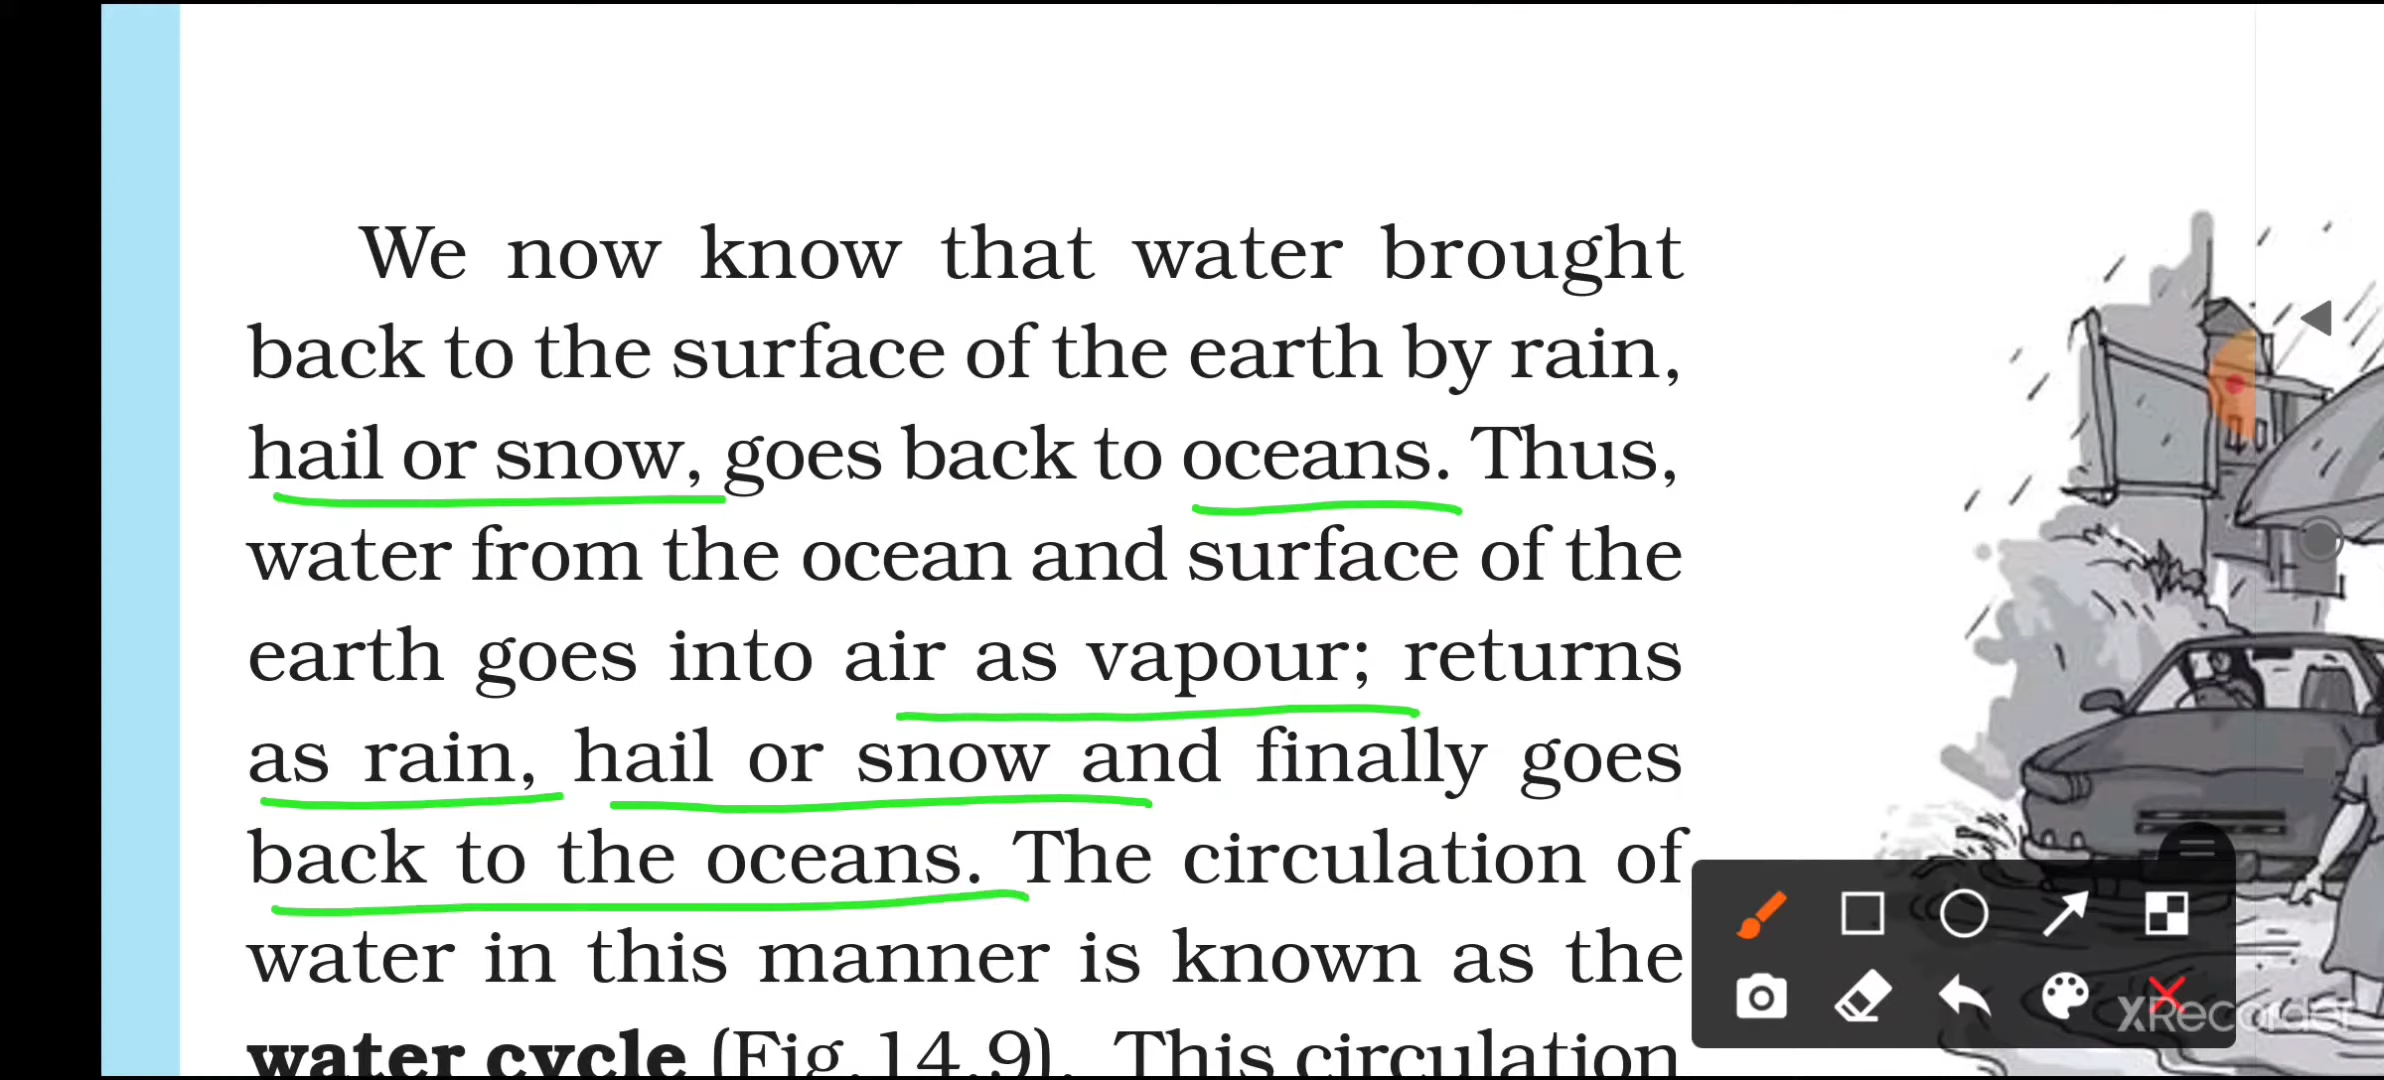 We now know that water brought
back to the surface of the earth by rain,
hail or snow, goes back to oceans. Thus,
water from the ocean and surface of the
earth goes into air as vapour; returns
as rain, hail or snow and finally goes
back to the oceans. The circulation of
water in this manner is known as the
water cycle (Fig.14.9). This circulation
XRecorder